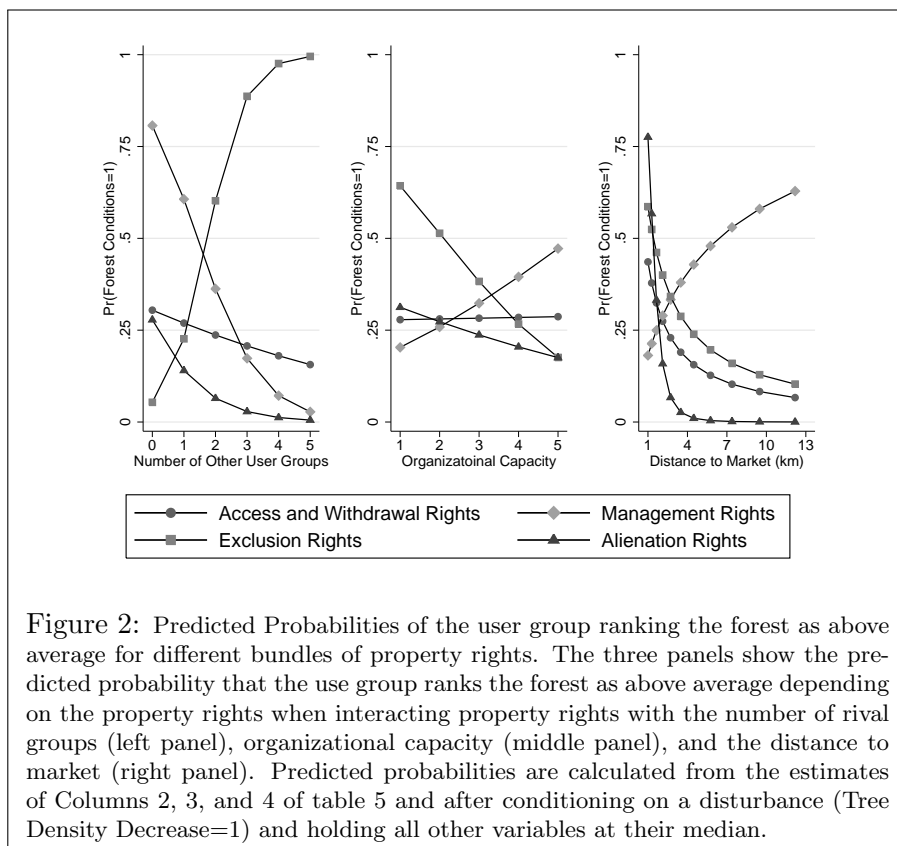 Pr(Forest Conditions=1)
0 .25 .5 .75 1
0 1 2 3 4 5
Number of Other User Groups
Pr(Forest Conditions=1)
0 .25 .5 .75 1
1 2 3 4 5
Organizatoinal Capacity
Pr(Forest Conditions=1)
0 .25 .5 .75 1
1 4 7 10 13
Distance to Market (km)
Access and Withdrawal Rights Management Rights
Exclusion Rights Alienation Rights
Figure 2: Predicted Probabilities of the user group ranking the forest as above
average for different bundles of property rights. The three panels show the pre-
dicted probability that the use group ranks the forest as above average depending
on the property rights when interacting property rights with the number of rival
groups (left panel), organizational capacity (middle panel), and the distance to
market (right panel). Predicted probabilities are calculated from the estimates
of Columns 2, 3, and 4 of table 5 and after conditioning on a disturbance (Tree
Density Decrease=1) and holding all other variables at their median.